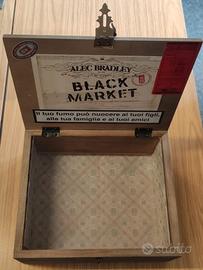 ALEC BRADLEY
BLACK
MARKET
Il tuo fumo può nuocere ai tuoi figli,
alla tua famiglia e ai tuoi amici
subito